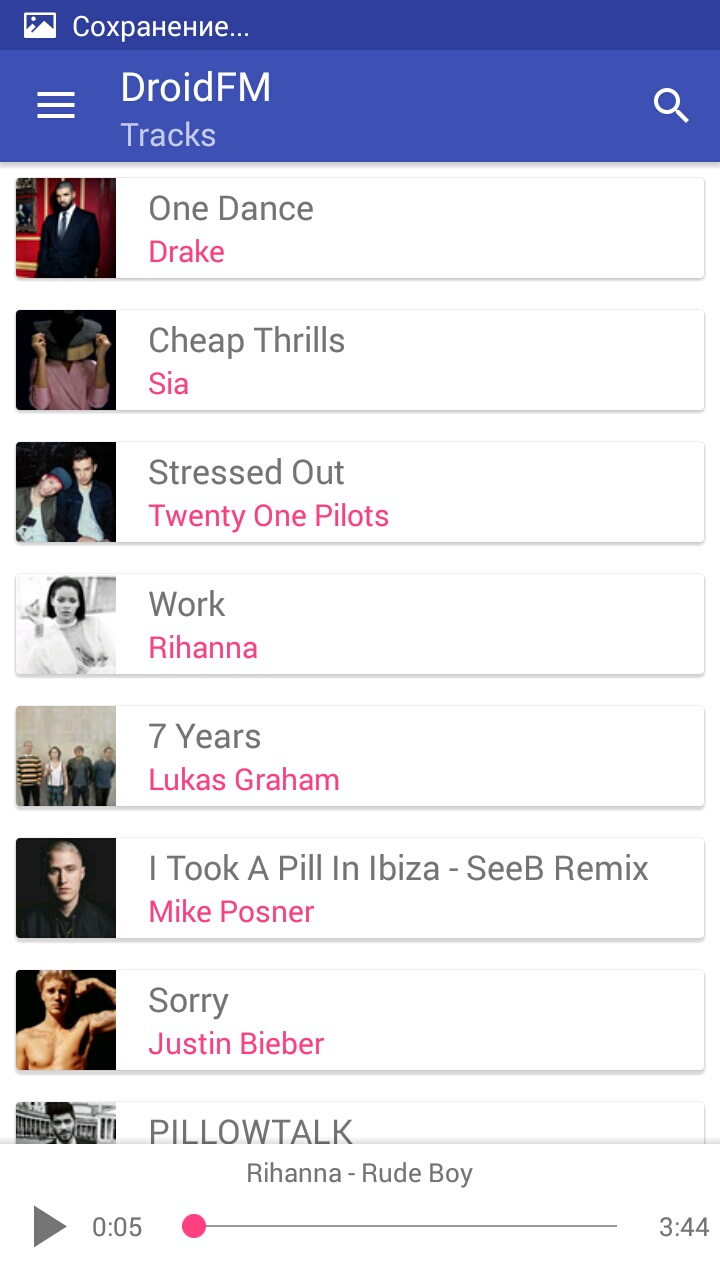 Сохранение...
DroidFM
Tracks
One Dance
Drake
Cheap Thrills
Sia
Stressed Out
Twenty One Pilots
Work
Rihanna
7 Years
Lukas Graham
I Took A Pill In Ibiza - SeeB Remix
Mike Posner
Sorry
Justin Bieber
PILLOWTALK
Rihanna - Rude Boy
0:05
3:44